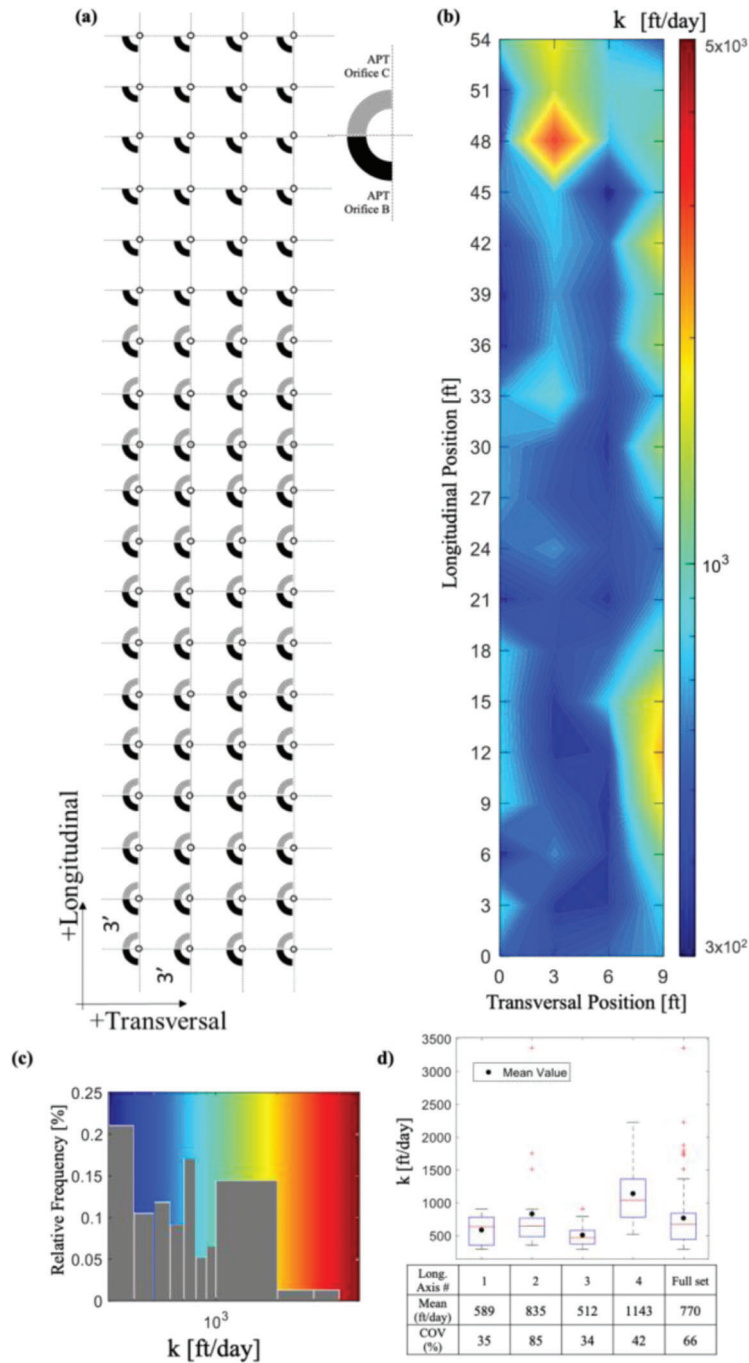 (a)
APT
Orifice C
APT
Orifice B
+Longitudinal
3'
3'
+Transversal
(b)
k [ft/day]
5x10³
10³
3x10²
Longitudinal Position [ft]
54
51
48
45
42
39
36
33
30
27
24
21
18
15
12
9
6
3
0
0 3 6 9
Transversal Position [ft]
(c)
Relative Frequency [%]
0.25
0.2
0.15
0.1
0.05
0
10³
k [ft/day]
d)
k [ft/day]
3500
3000
2500
2000
1500
1000
500
Mean Value
Long. Axis # 1 2 3 4 Full set
Mean (ft/day) 589 835 512 1143 770
COV (%) 35 85 34 42 66